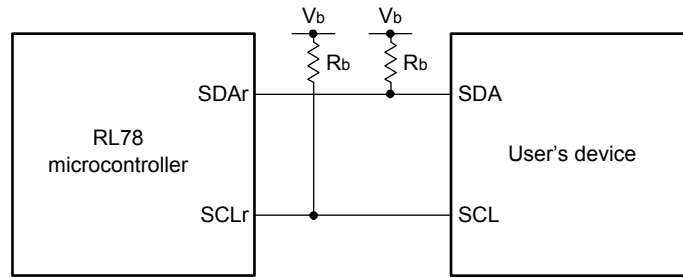 Vb Vb
Rb Rb
SDAr SDA
RL78
microcontroller
User's device
SCLr SCL